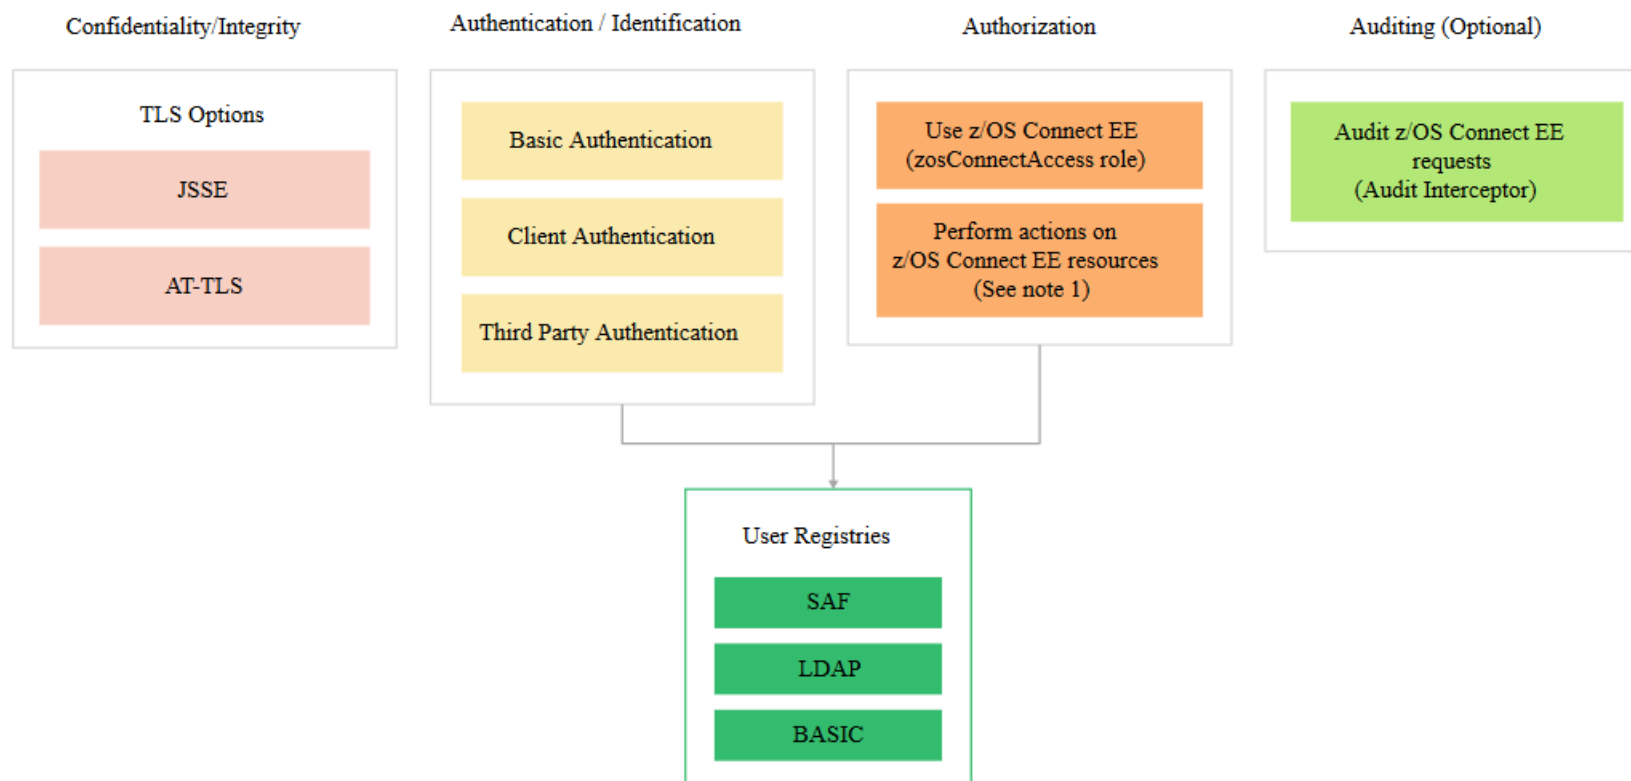 Confidentiality/Integrity
Authentication / Identification
Authorization
Auditing (Optional)
TLS Options
JSSE
AT-TLS
Basic Authentication
Client Authentication
Third Party Authentication
Use z/OS Connect EE
(zosConnectAccess role)
Perform actions on
z/OS Connect EE resources
(See note 1)
Audit z/OS Connect EE
requests
(Audit Interceptor)
User Registries
SAF
LDAP
BASIC